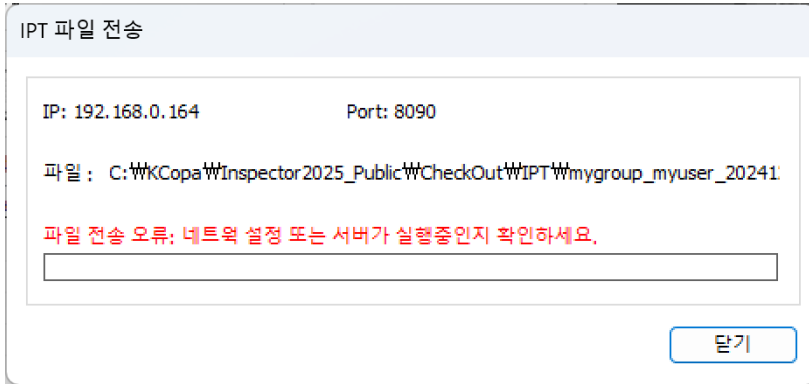 IPT 파일 전송
IP: 192.168.0.164 Port: 8090
파일 : C:₩KCopa₩Inspector2025_Public₩CheckOut₩IPT₩mygroup_myuser_20241
파일 전송 오류: 네트워크 설정 또는 서버가 실행중인지 확인하세요.
닫기